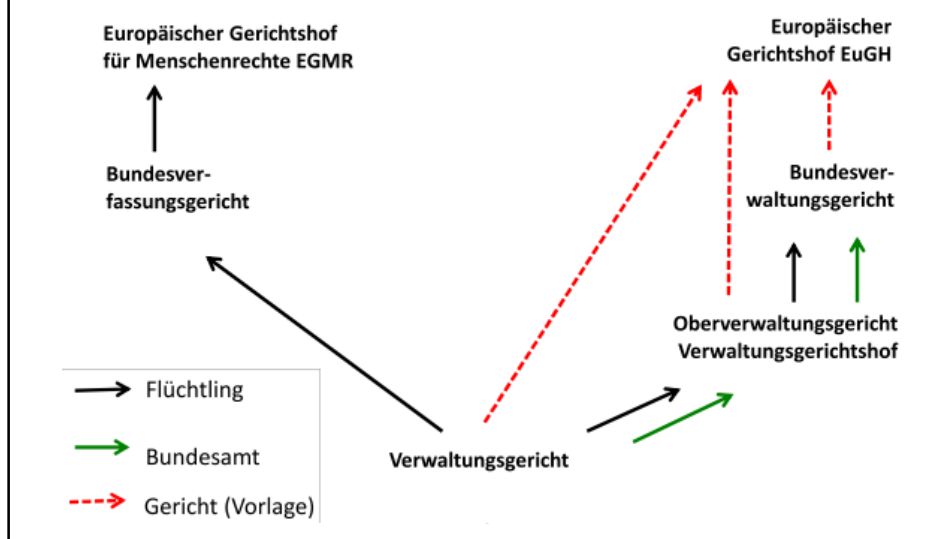 Europäischer Gerichtshof
für Menschenrechte EGMR
Europäischer
Gerichtshof EuGH
Bundesver-
fassungsgericht
Bundesver-
waltungsgericht
Oberverwaltungsgericht
Verwaltungsgerichtshof
Verwaltungsgericht
Flüchtling
Bundesamt
Gericht (Vorlage)